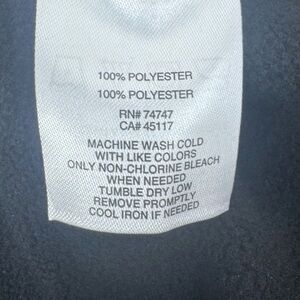 100% POLYESTER
100% POLYESTER
RN# 74747
CA# 45117
MACHINE WASH COLD
WITH LIKE COLORS
ONLY NON-CHLORINE BLEACH
WHEN NEEDED
TUMBLE DRY LOW
REMOVE PROMPTLY
COOL IRON IF NEEDED